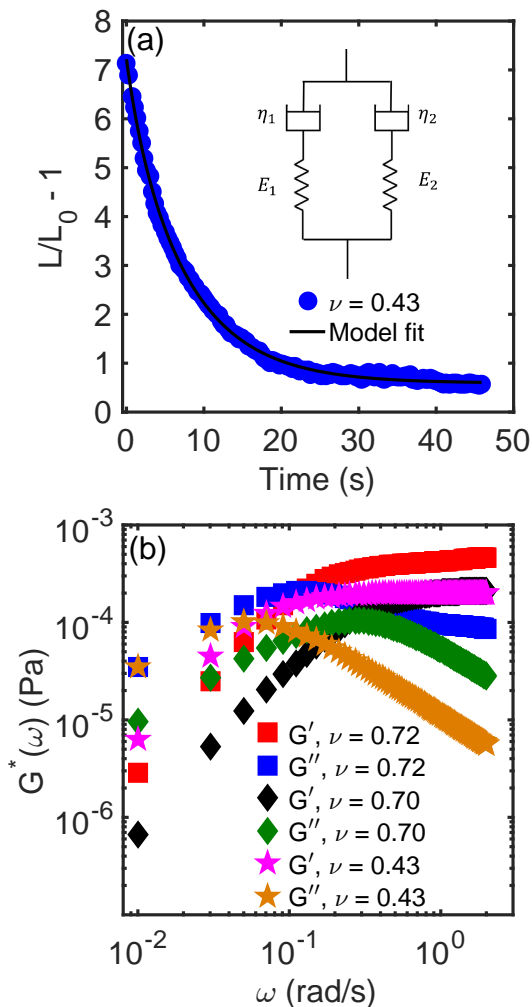 (a)
8
7
6
5
4
3
2
1
0
L/L₀ - 1
η₁
η₂
E₁
E₂
ν = 0.43
Model fit
0
10
20
30
40
50
Time (s)
(b)
10⁻³
10⁻⁴
10⁻⁵
10⁻⁶
G*(ω) (Pa)
G′, ν = 0.72
G″, ν = 0.72
G′, ν = 0.70
G″, ν = 0.70
G′, ν = 0.43
G″, ν = 0.43
10⁻²
10⁻¹
10⁰
ω (rad/s)